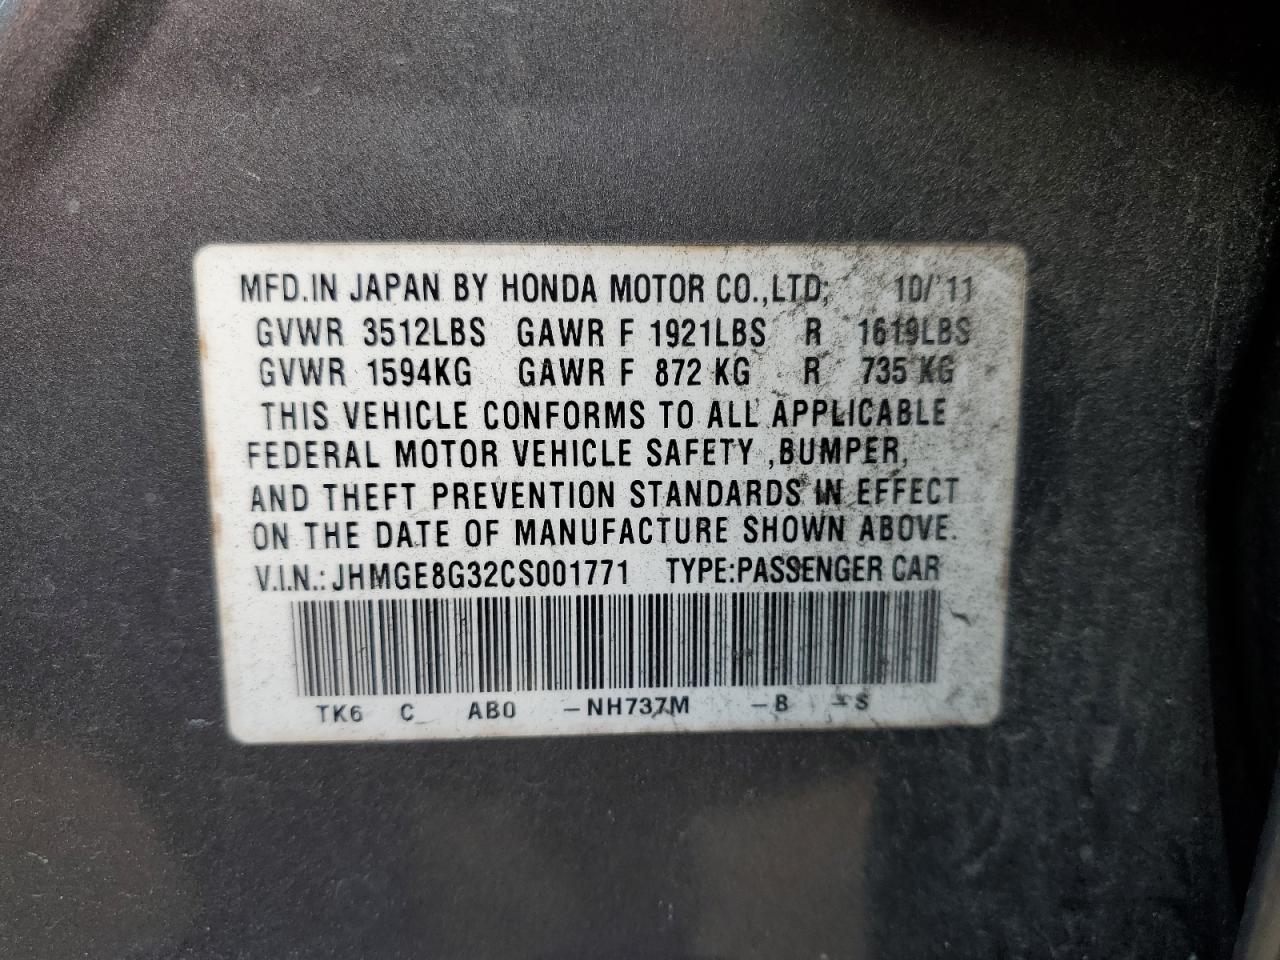 MFD.IN JAPAN BY HONDA MOTOR CO.,LTD; 10/'11
GVWR 3512LBS GAWR F 1921LBS R 1619LBS
GVWR 1594KG GAWR F 872 KG R 735 KG
THIS VEHICLE CONFORMS TO ALL APPLICABLE
FEDERAL MOTOR VEHICLE SAFETY ,BUMPER,
AND THEFT PREVENTION STANDARDS IN EFFECT
ON THE DATE OF MANUFACTURE SHOWN ABOVE.
V.I.N.: JHMGE8G32CS001771 TYPE:PASSENGER CAR
TK6 C_ AB0 -NH737M -B -S